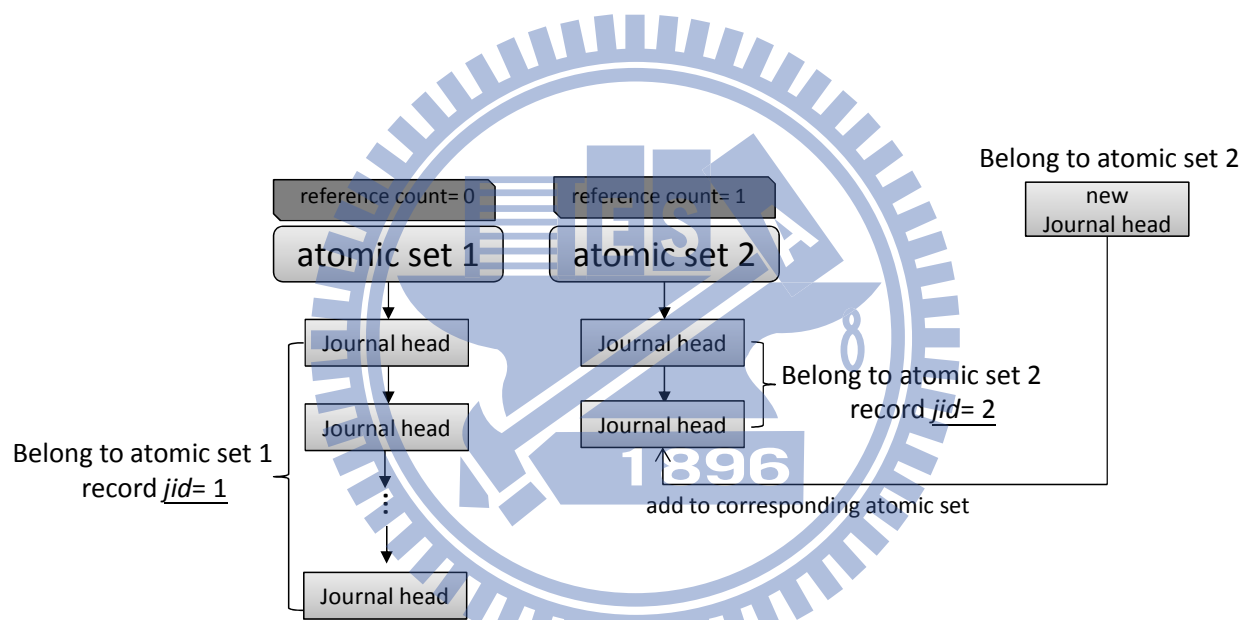 Belong to atomic set 2
new
Journal head
reference count= 0
reference count= 1
atomic set 1
atomic set 2
IESA
Journal head
Journal head
Belong to atomic set 2
record jid= 2
Journal head
Journal head
Belong to atomic set 1
record jid= 1
1896
add to corresponding atomic set
Journal head